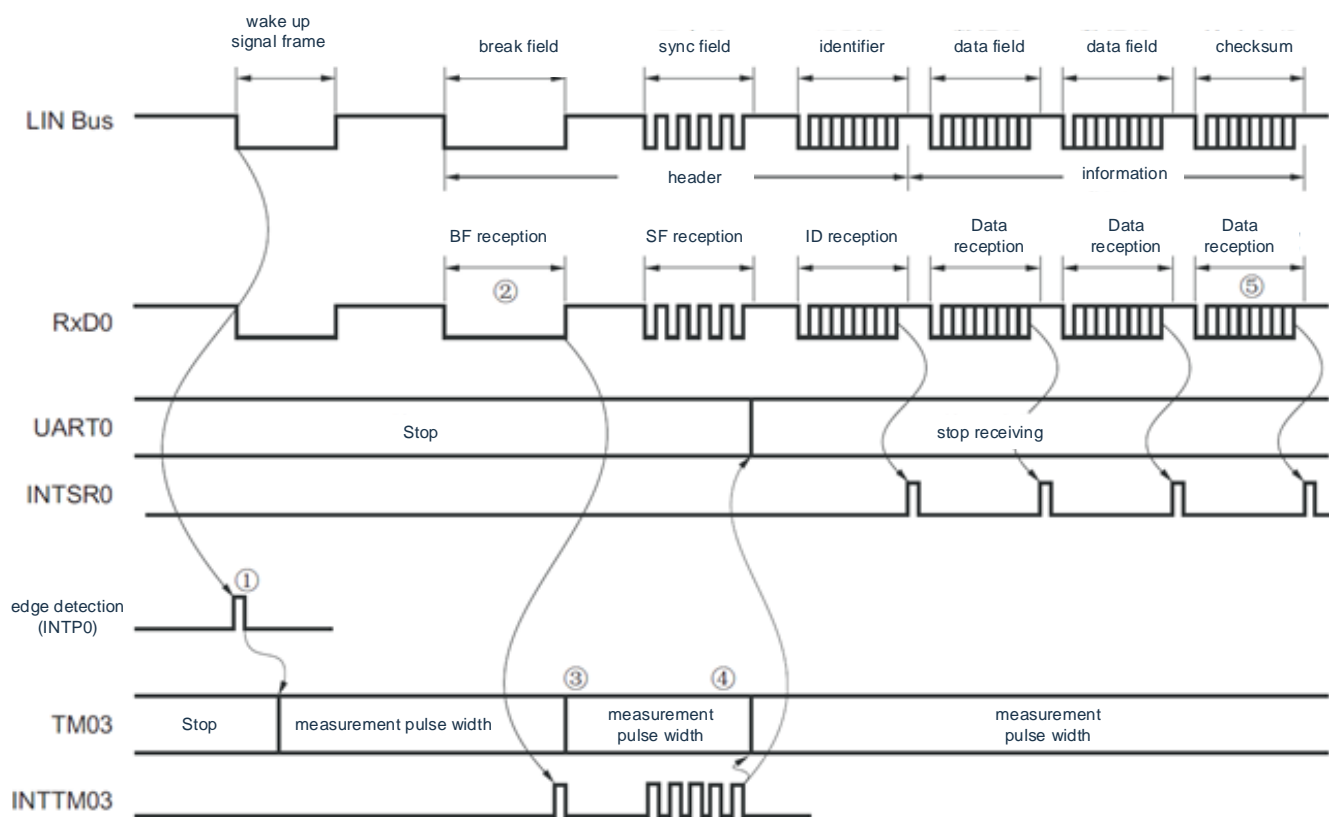 wake up
signal frame
break field
sync field
identifier
data field
data field
checksum
LIN Bus
header
information
BF reception
SF reception
ID reception
Data
reception
Data
reception
Data
reception
②
⑤
RxD0
UART0
Stop
stop receiving
INTSR0
①
edge detection
(INTP0)
③
④
TM03
Stop
measurement pulse width
measurement
pulse width
measurement
pulse width
INTTM03